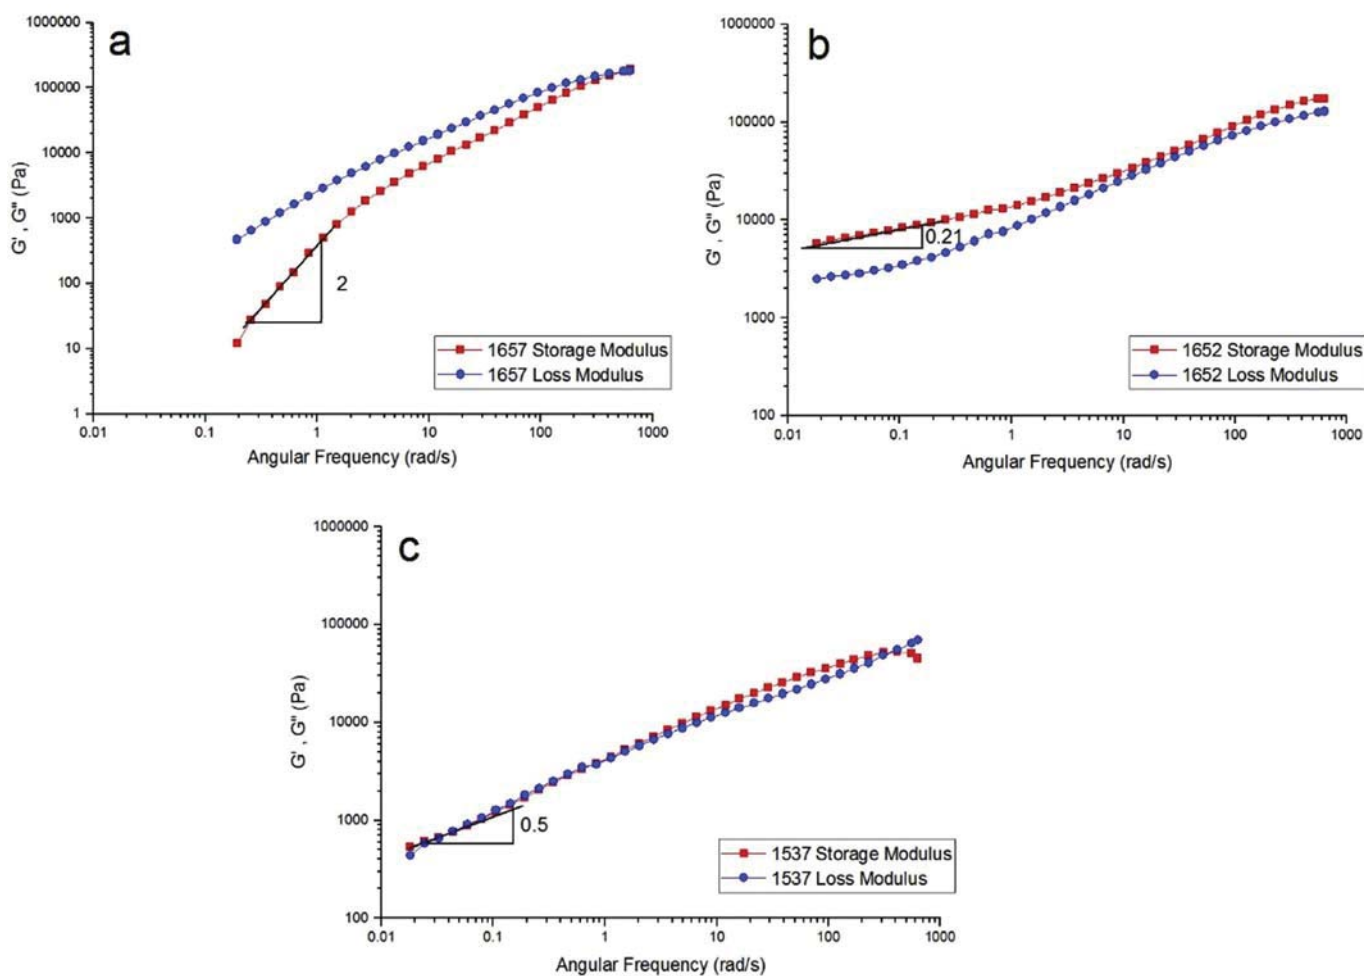 a
1000000
100000
10000
1000
100
10
1
G' , G" (Pa)
2
1657 Storage Modulus
1657 Loss Modulus
0.01 0.1 1 10 100 1000
Angular Frequency (rad/s)
b
1000000
100000
10000
1000
100
G' , G" (Pa)
0.21
1652 Storage Modulus
1652 Loss Modulus
0.01 0.1 1 10 100 1000
Angular Frequency (rad/s)
c
1000000
100000
10000
1000
100
G' , G" (Pa)
0.5
1537 Storage Modulus
1537 Loss Modulus
0.01 0.1 1 10 100 1000
Angular Frequency (rad/s)